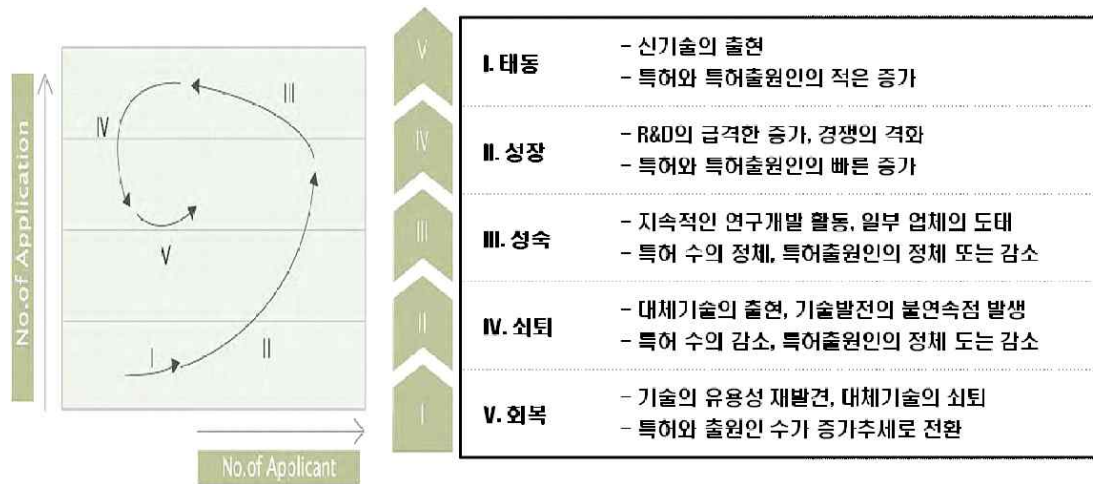 No.of Application
I
II
III
IV
V
No.of Applicant
V
IV
III
II
I
I. 태동
– 신기술의 출현
– 특허와 특허출원인의 적은 증가
II. 성장
– R&D의 급격한 증가, 경쟁의 격화
– 특허와 특허출원인의 빠른 증가
III. 성숙
– 지속적인 연구개발 활동, 일부 업체의 도태
– 특허 수의 정체, 특허출원인의 정체 또는 감소
IV. 쇠퇴
– 대체기술의 출현, 기술발전의 불연속점 발생
– 특허 수의 감소, 특허출원인의 정체 도는 감소
V. 회복
– 기술의 유용성 재발견, 대체기술의 쇠퇴
– 특허와 출원인 수가 증가추세로 전환